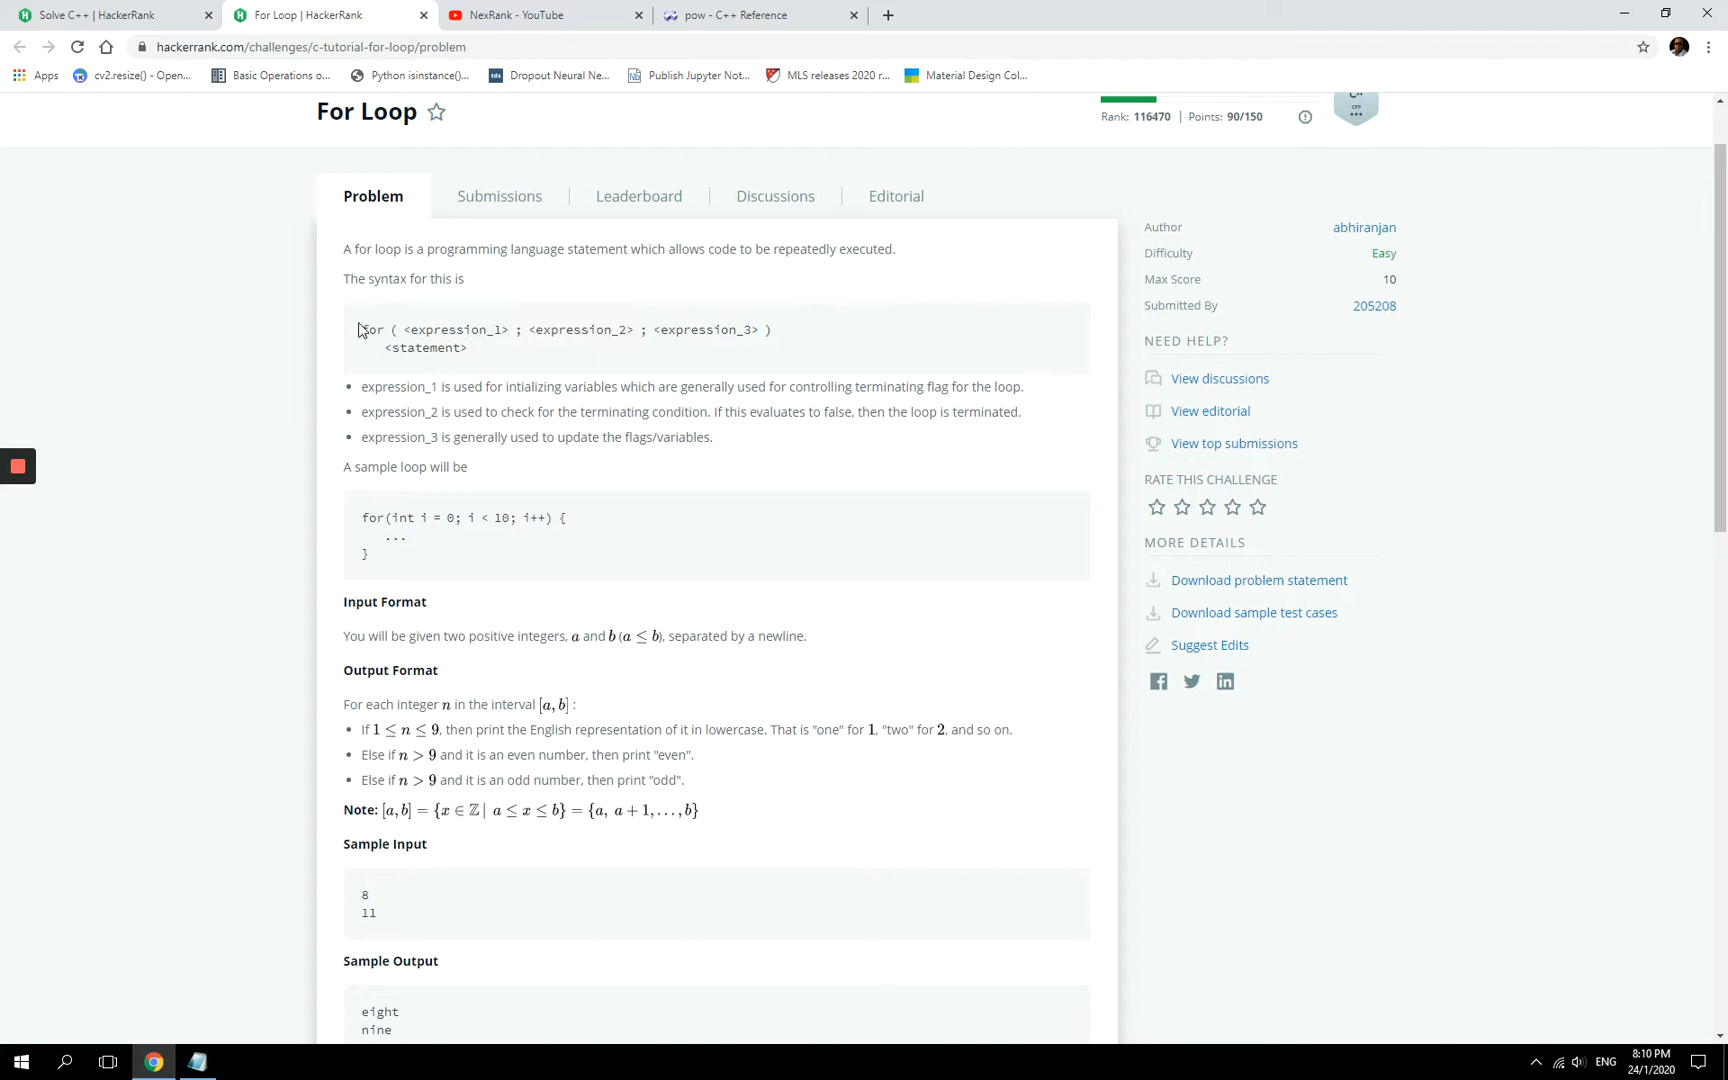 Solve C++ | HackerRank
For Loop | HackerRank
NexRank - YouTube
pow - C++ Reference
hackerrank.com/challenges/c-tutorial-for-loop/problem
Apps
cv2.resize() - Open...
Basic Operations o...
Python isinstance()...
tds
Dropout Neural Ne...
Publish Jupyter Not...
MLS releases 2020 r...
Material Design Col...
For Loop
Rank: 116470 | Points: 90/150
CPP
Problem
Submissions
Leaderboard
Discussions
Editorial
A for loop is a programming language statement which allows code to be repeatedly executed.
The syntax for this is
for ( <expression_1> ; <expression_2> ; <expression_3> )
<statement>
• expression_1 is used for intializing variables which are generally used for controlling terminating flag for the loop.
• expression_2 is used to check for the terminating condition. If this evaluates to false, then the loop is terminated.
• expression_3 is generally used to update the flags/variables.
A sample loop will be
for(int i = 0; i < 10; i++) {
...
}
Input Format
You will be given two positive integers, a and b (a ≤ b), separated by a newline.
Output Format
For each integer n in the interval [a, b] :
• If 1 ≤ n ≤ 9, then print the English representation of it in lowercase. That is "one" for 1, "two" for 2, and so on.
• Else if n > 9 and it is an even number, then print "even".
• Else if n > 9 and it is an odd number, then print "odd".
Note: [a, b] = {x ∈ ℤ | a ≤ x ≤ b} = {a, a + 1, . . . , b}
Sample Input
8
11
Sample Output
eight
nine
Author
abhiranjan
Difficulty
Easy
Max Score
10
Submitted By
205208
NEED HELP?
View discussions
View editorial
View top submissions
RATE THIS CHALLENGE
MORE DETAILS
Download problem statement
Download sample test cases
Suggest Edits
ENG
8:10 PM
24/1/2020